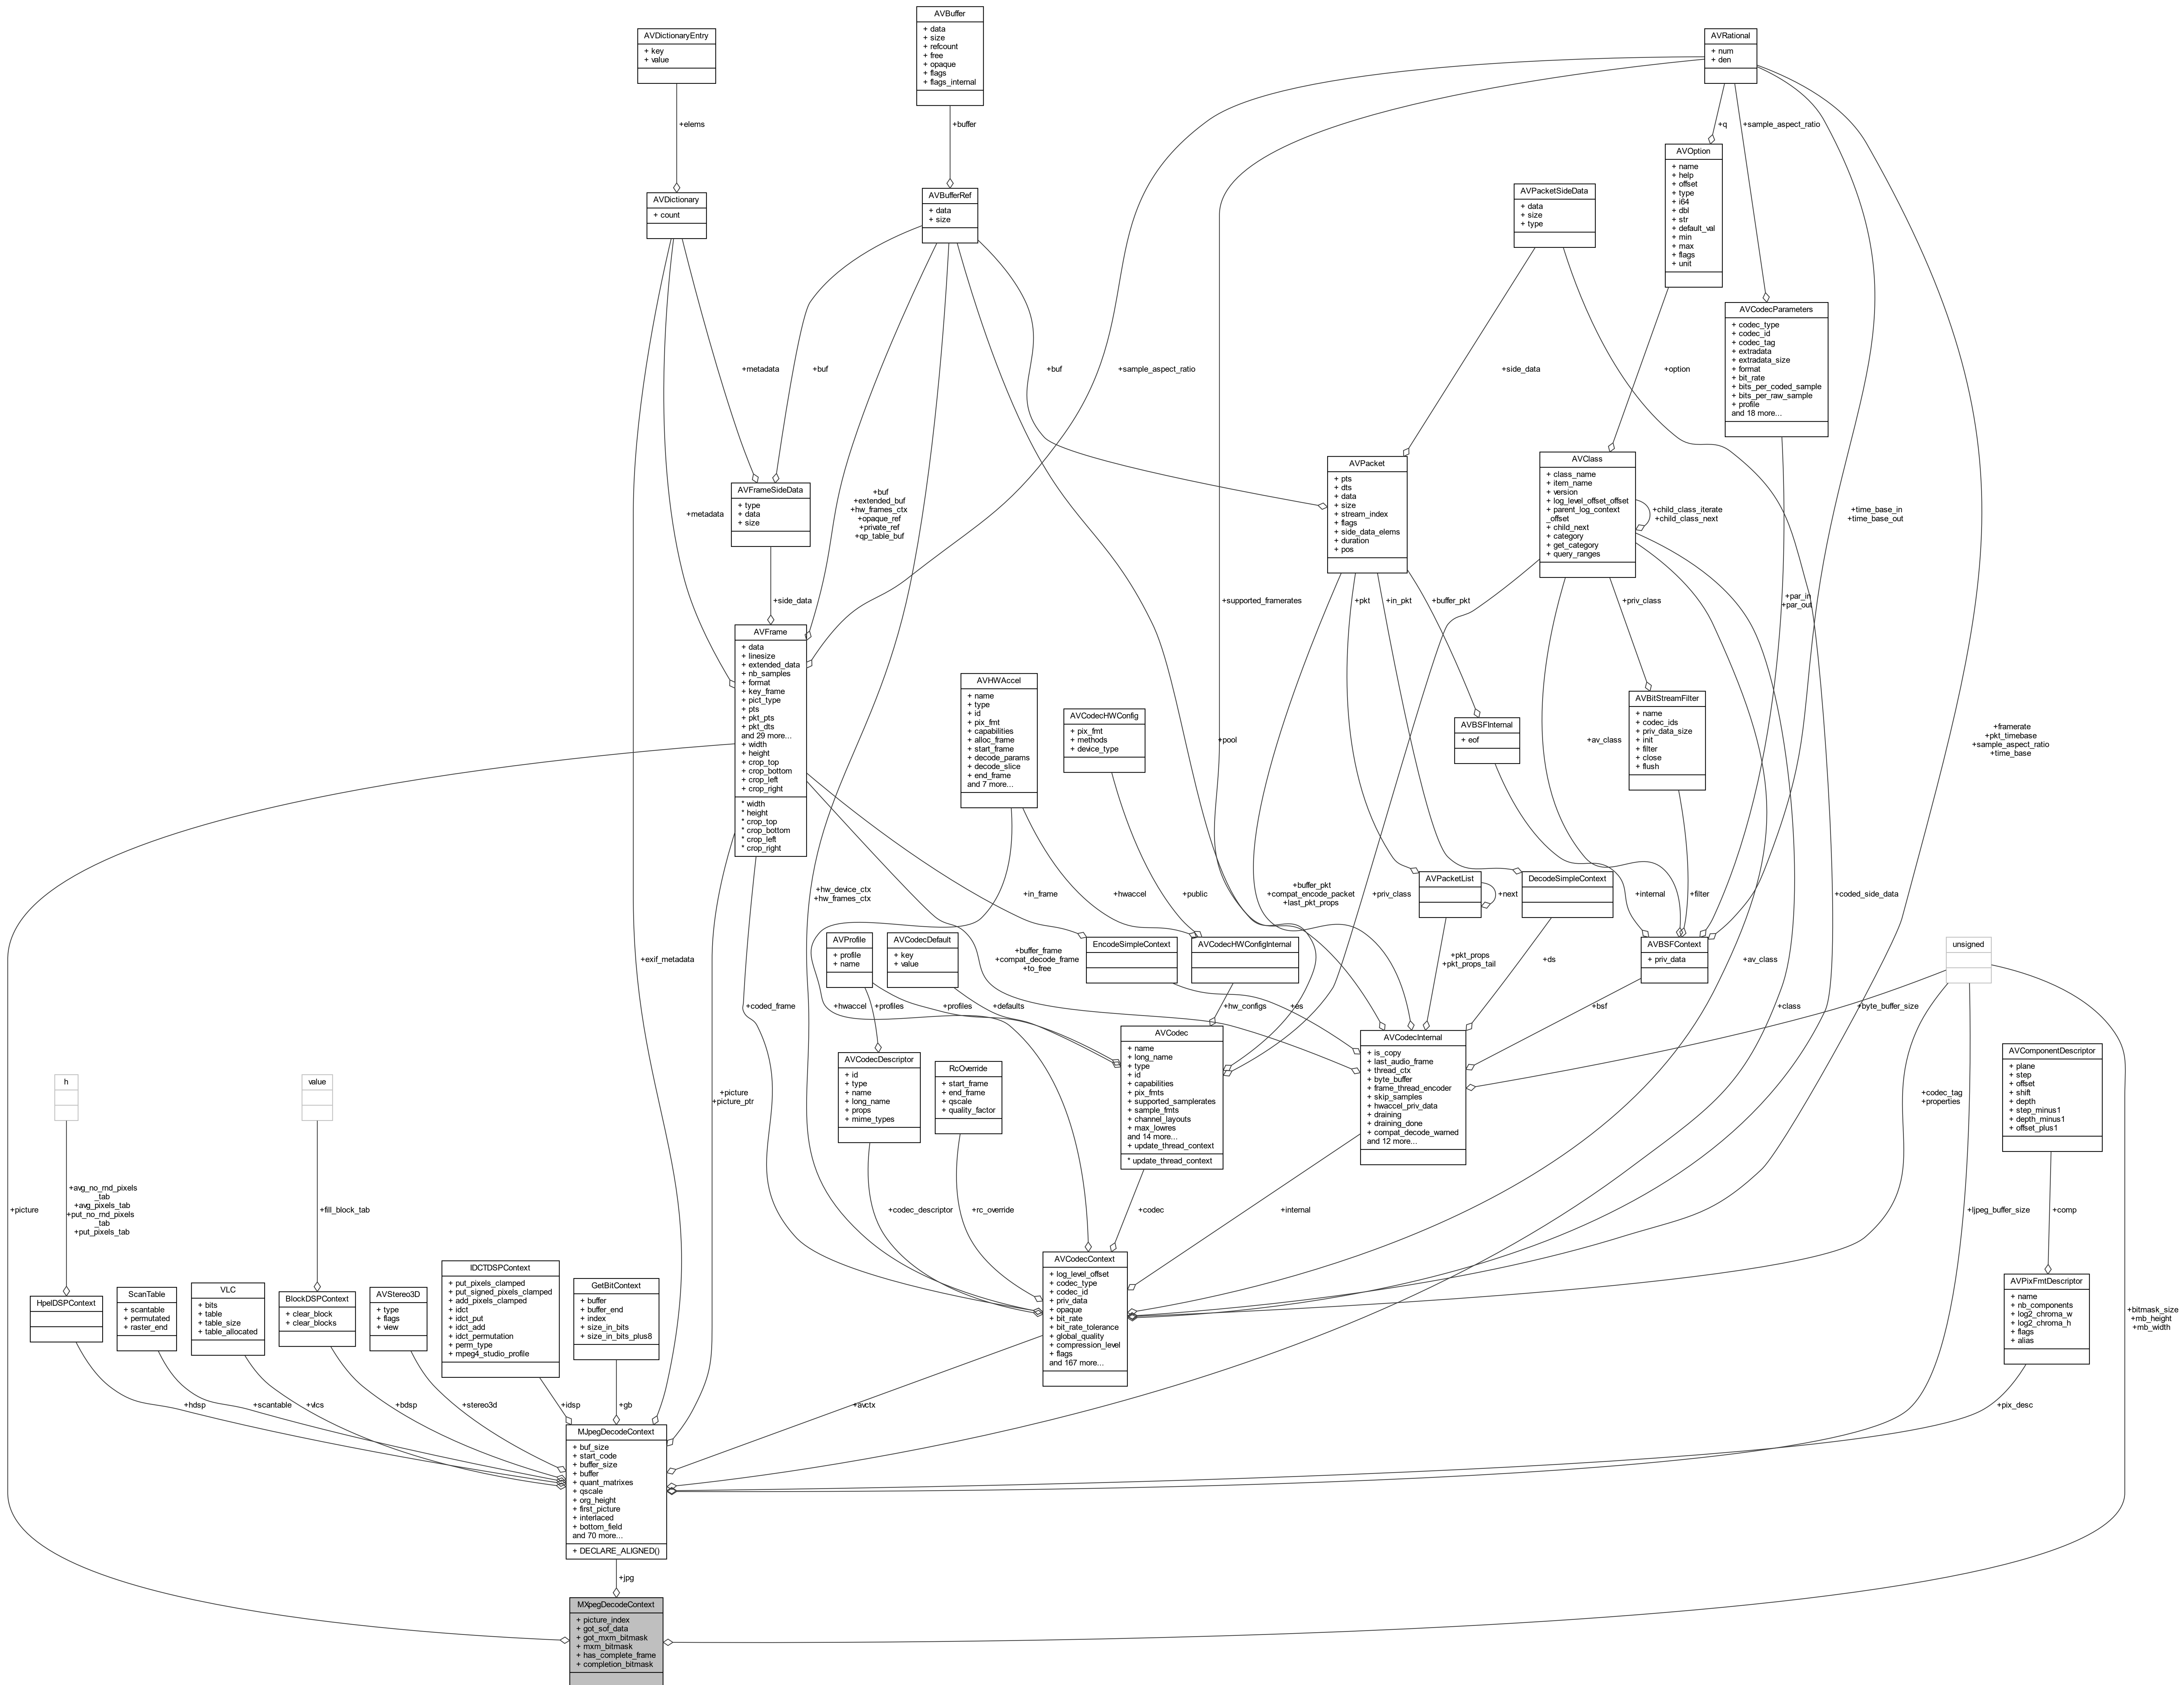 AVBuffer
+ data
+ size
+ refcount
+ free
+ opaque
+ flags
+ flags_internal
AVDictionaryEntry
+ key
+ value
AVRational
+ num
+ den
+elems
+buffer
+q
+sample_aspect_ratio
AVOption
+ name
+ help
+ offset
+ type
+ i64
+ dbl
+ str
+ default_val
+ min
+ max
+ flags
+ unit
AVDictionary
+ count
AVBufferRef
+ data
+ size
AVPacketSideData
+ data
+ size
+ type
AVCodecParameters
+ codec_type
+ codec_id
+ codec_tag
+ extradata
+ extradata_size
+ format
+ bit_rate
+ bits_per_coded_sample
+ bits_per_raw_sample
+ profile
and 18 more...
+metadata
+buf
+sample_aspect_ratio
+buf
+side_data
+option
AVFrameSideData
+ type
+ data
+ size
+metadata
+buf
+extended_buf
+hw_frames_ctx
+opaque_ref
+private_ref
+qp_table_buf
AVPacket
+ pts
+ dts
+ data
+ size
+ stream_index
+ flags
+ side_data_elems
+ duration
+ pos
AVClass
+ class_name
+ item_name
+ version
+ log_level_offset_offset
+ parent_log_context
_offset
+ child_next
+ category
+ get_category
+ query_ranges
+child_class_iterate
+child_class_next
+time_base_in
+time_base_out
+side_data
+supported_framerates
+pkt
+in_pkt
+buffer_pkt
+priv_class
+par_in
+par_out
AVFrame
+ data
+ linesize
+ extended_data
+ nb_samples
+ format
+ key_frame
+ pict_type
+ pts
+ pkt_pts
+ pkt_dts
and 29 more...
+ width
+ height
+ crop_top
+ crop_bottom
+ crop_left
+ crop_right
* width
* height
* crop_top
* crop_bottom
* crop_left
* crop_right
AVHWAccel
+ name
+ type
+ id
+ pix_fmt
+ capabilities
+ alloc_frame
+ start_frame
+ decode_params
+ decode_slice
+ end_frame
and 7 more...
AVCodecHWConfig
+ pix_fmt
+ methods
+ device_type
+pool
AVBSFInternal
+ eof
+av_class
AVBitStreamFilter
+ name
+ codec_ids
+ priv_data_size
+ init
+ filter
+ close
+ flush
+framerate
+pkt_timebase
+sample_aspect_ratio
+time_base
+hw_device_ctx
+hw_frames_ctx
+in_frame
+hwaccel
+public
+buffer_pkt
+compat_encode_packet
+last_pkt_props
+priv_class
AVPacketList
+next
DecodeSimpleContext
+internal
+filter
+coded_side_data
+exif_metadata
AVProfile
+ profile
+ name
AVCodecDefault
+ key
+ value
+buffer_frame
+compat_decode_frame
+to_free
EncodeSimpleContext
AVCodecHWConfigInternal
+pkt_props
+pkt_props_tail
+ds
AVBSFContext
+ priv_data
+av_class
unsigned
+coded_frame
+hwaccel
+profiles
+profiles
+defaults
+hw_configs
+es
+bsf
+class
+byte_buffer_size
AVCodecDescriptor
+ id
+ type
+ name
+ long_name
+ props
+ mime_types
RcOverride
+ start_frame
+ end_frame
+ qscale
+ quality_factor
AVCodec
+ name
+ long_name
+ type
+ id
+ capabilities
+ pix_fmts
+ supported_samplerates
+ sample_fmts
+ channel_layouts
+ max_lowres
and 14 more...
+ update_thread_context
* update_thread_context
AVCodecInternal
+ is_copy
+ last_audio_frame
+ thread_ctx
+ byte_buffer
+ frame_thread_encoder
+ skip_samples
+ hwaccel_priv_data
+ draining
+ draining_done
+ compat_decode_warned
and 12 more...
+codec_tag
+properties
AVComponentDescriptor
+ plane
+ step
+ offset
+ shift
+ depth
+ step_minus1
+ depth_minus1
+ offset_plus1
h
value
+picture
+picture_ptr
+picture
+avg_no_rnd_pixels
_tab
+avg_pixels_tab
+put_no_rnd_pixels
_tab
+put_pixels_tab
+fill_block_tab
+codec_descriptor
+rc_override
+codec
+internal
+ljpeg_buffer_size
+comp
HpelDSPContext
ScanTable
+ scantable
+ permutated
+ raster_end
VLC
+ bits
+ table
+ table_size
+ table_allocated
BlockDSPContext
+ clear_block
+ clear_blocks
AVStereo3D
+ type
+ flags
+ view
IDCTDSPContext
+ put_pixels_clamped
+ put_signed_pixels_clamped
+ add_pixels_clamped
+ idct
+ idct_put
+ idct_add
+ idct_permutation
+ perm_type
+ mpeg4_studio_profile
GetBitContext
+ buffer
+ buffer_end
+ index
+ size_in_bits
+ size_in_bits_plus8
AVCodecContext
+ log_level_offset
+ codec_type
+ codec_id
+ priv_data
+ opaque
+ bit_rate
+ bit_rate_tolerance
+ global_quality
+ compression_level
+ flags
and 167 more...
AVPixFmtDescriptor
+ name
+ nb_components
+ log2_chroma_w
+ log2_chroma_h
+ flags
+ alias
+bitmask_size
+mb_height
+mb_width
+hdsp
+scantable
+vlcs
+bdsp
+stereo3d
+idsp
+gb
+avctx
+pix_desc
MJpegDecodeContext
+ buf_size
+ start_code
+ buffer_size
+ buffer
+ quant_matrixes
+ qscale
+ org_height
+ first_picture
+ interlaced
+ bottom_field
and 70 more...
+ DECLARE_ALIGNED()
+jpg
MXpegDecodeContext
+ picture_index
+ got_sof_data
+ got_mxm_bitmask
+ mxm_bitmask
+ has_complete_frame
+ completion_bitmask